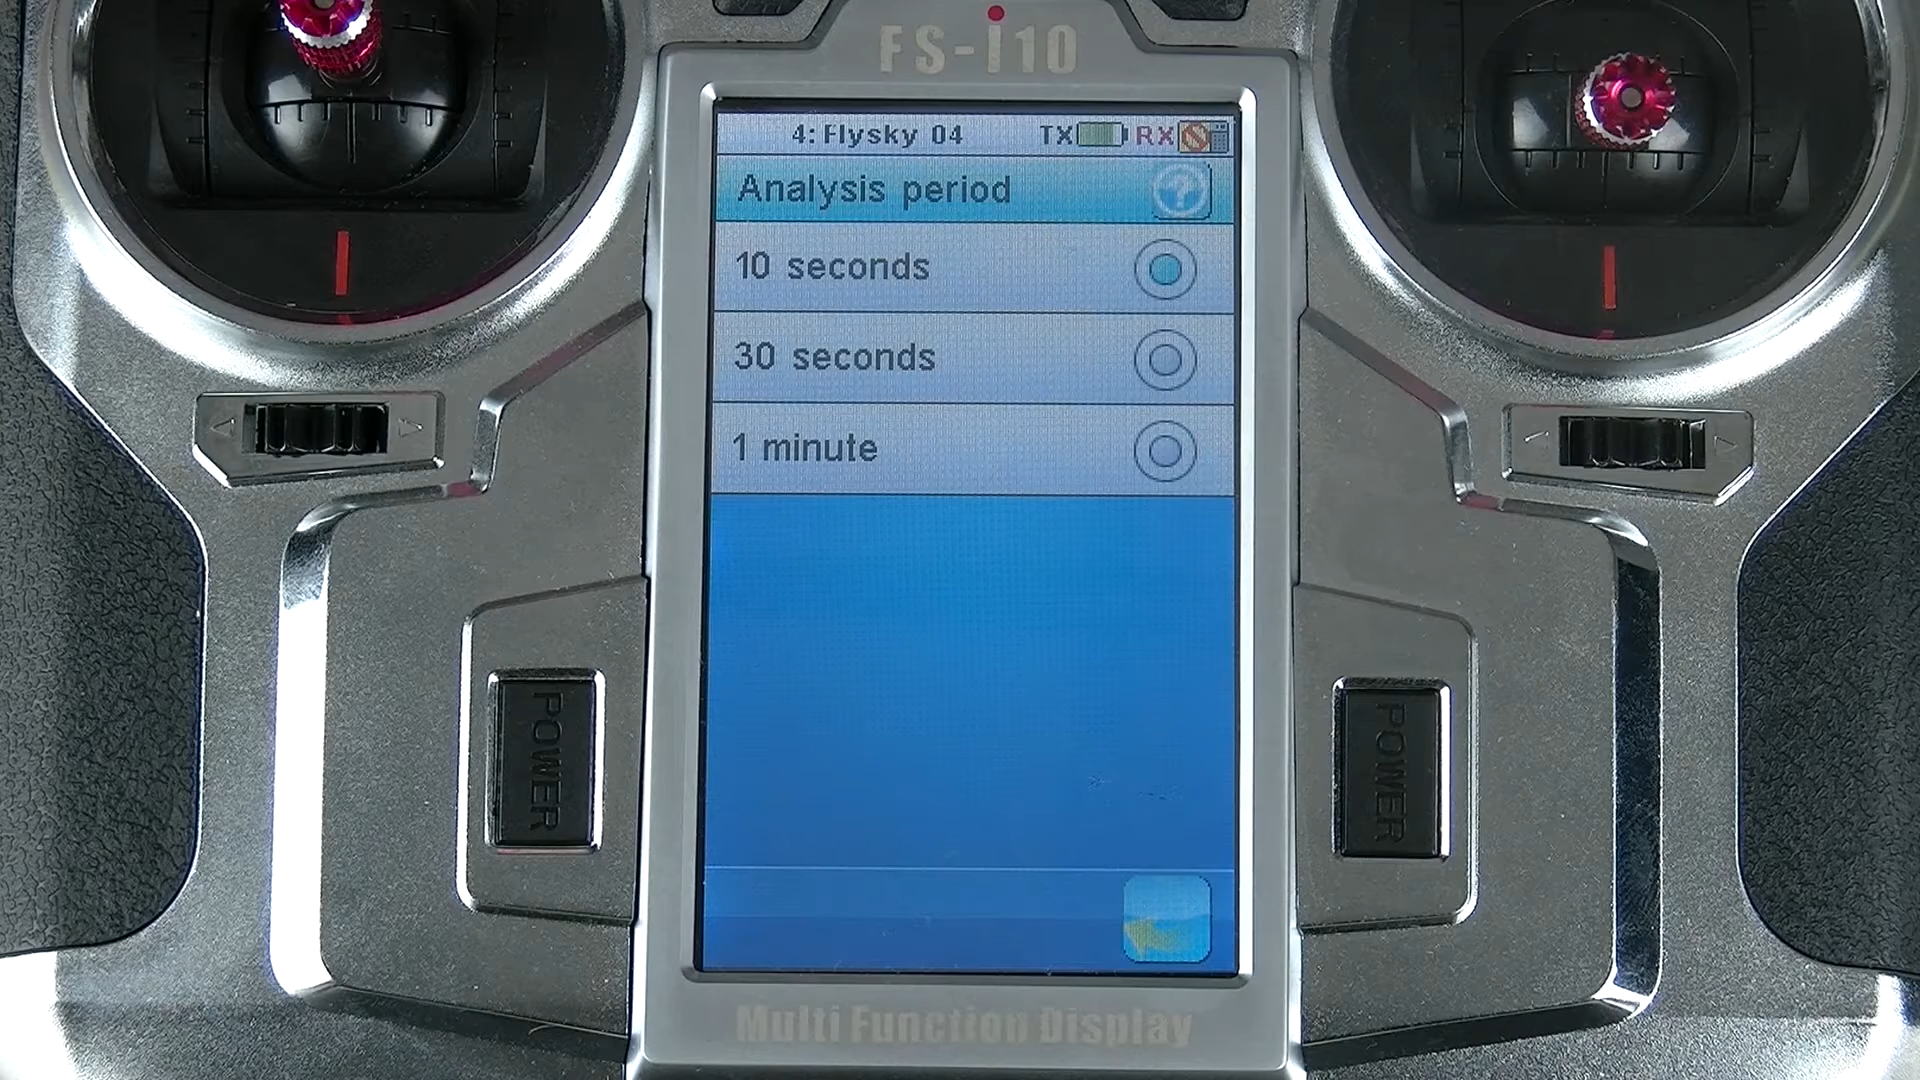 FS-i10
4: Flysky 04 TX RX
Analysis period
10 seconds
30 seconds
1 minute
POWER
POWER
Multi Function Display